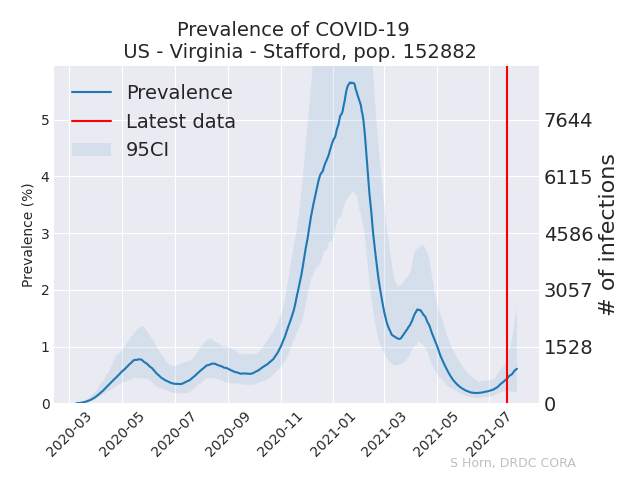 Prevalence of COVID-19
US - Virginia - Stafford, pop. 152882
Prevalence
Latest data
95CI
Prevalence (%)
5
4
3
2
1
0
7644
6115
4586
3057
1528
0
# of infections
2020-03
2020-05
2020-07
2020-09
2020-11
2021-01
2021-03
2021-05
2021-07
S Horn, DRDC CORA